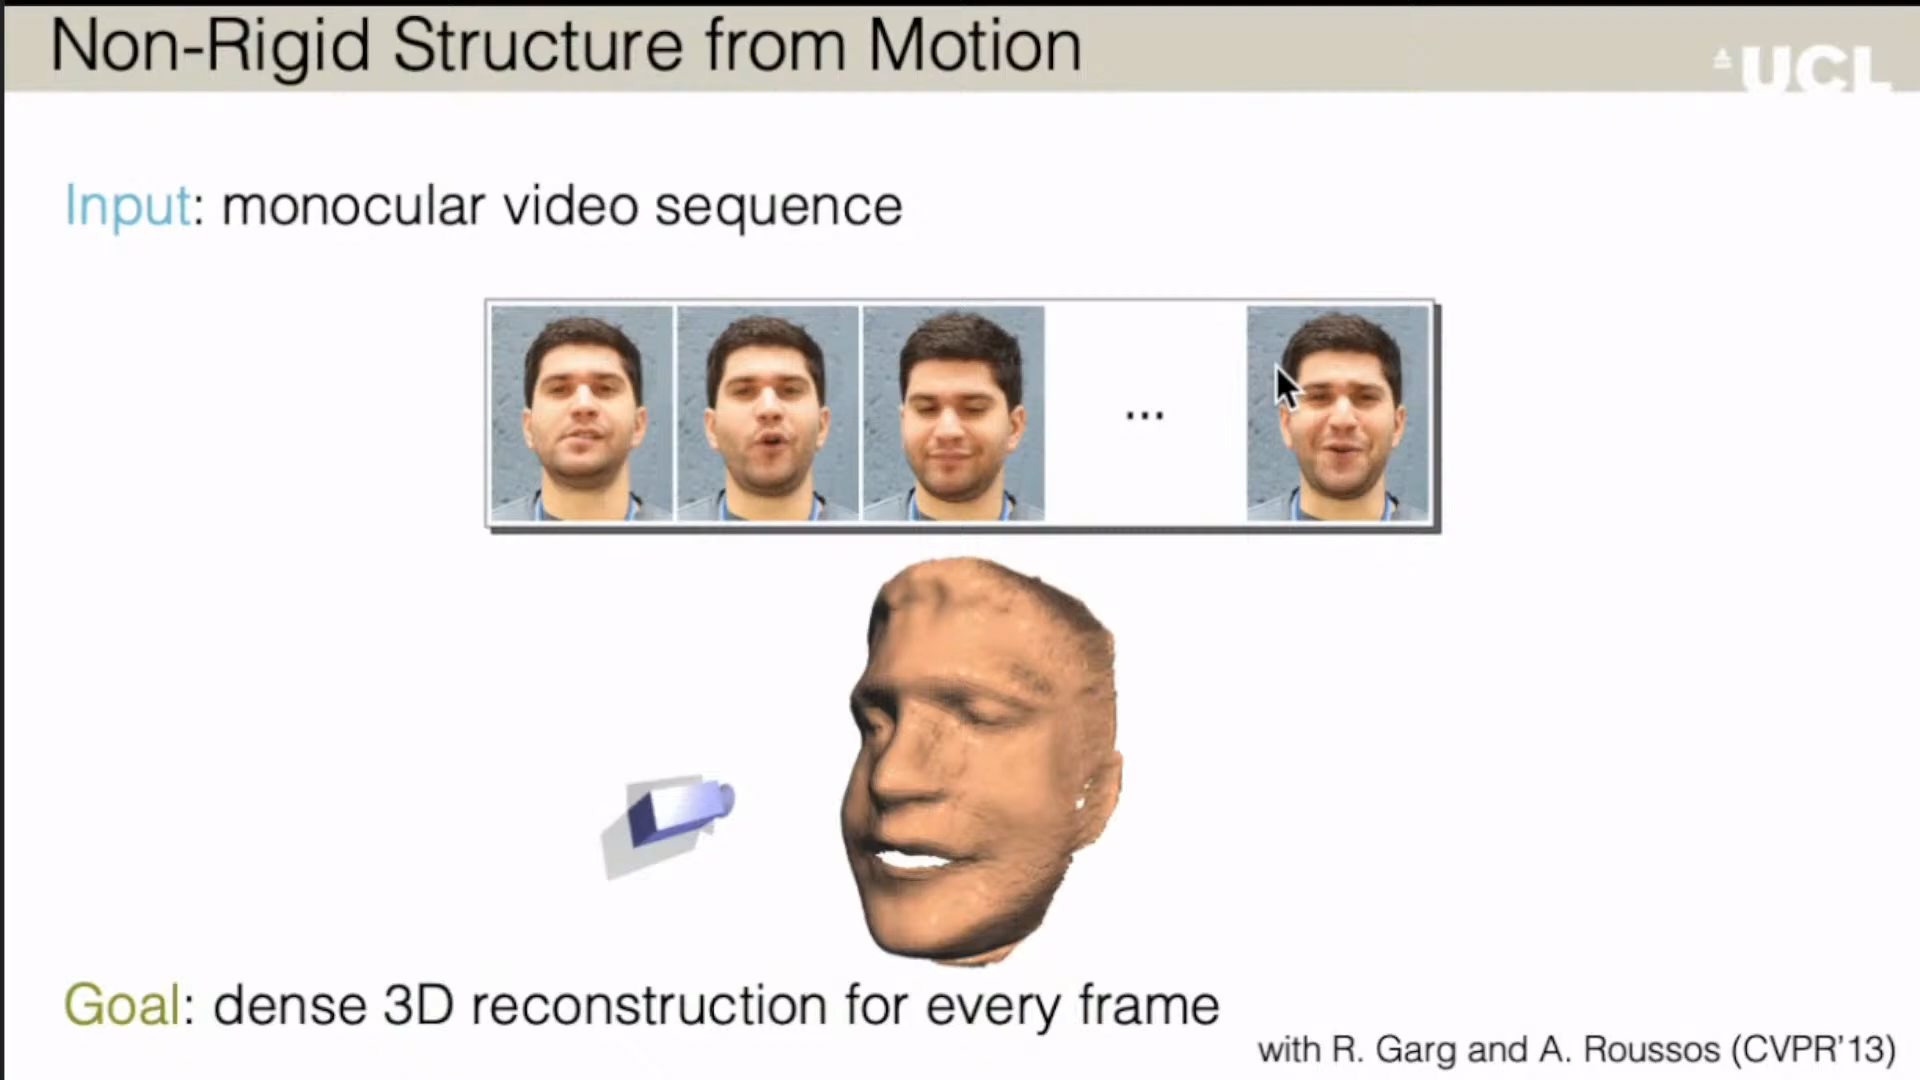 Non-Rigid Structure from Motion
UCL
Input: monocular video sequence
...
Goal: dense 3D reconstruction for every frame
with R. Garg and A. Roussos (CVPR'13)